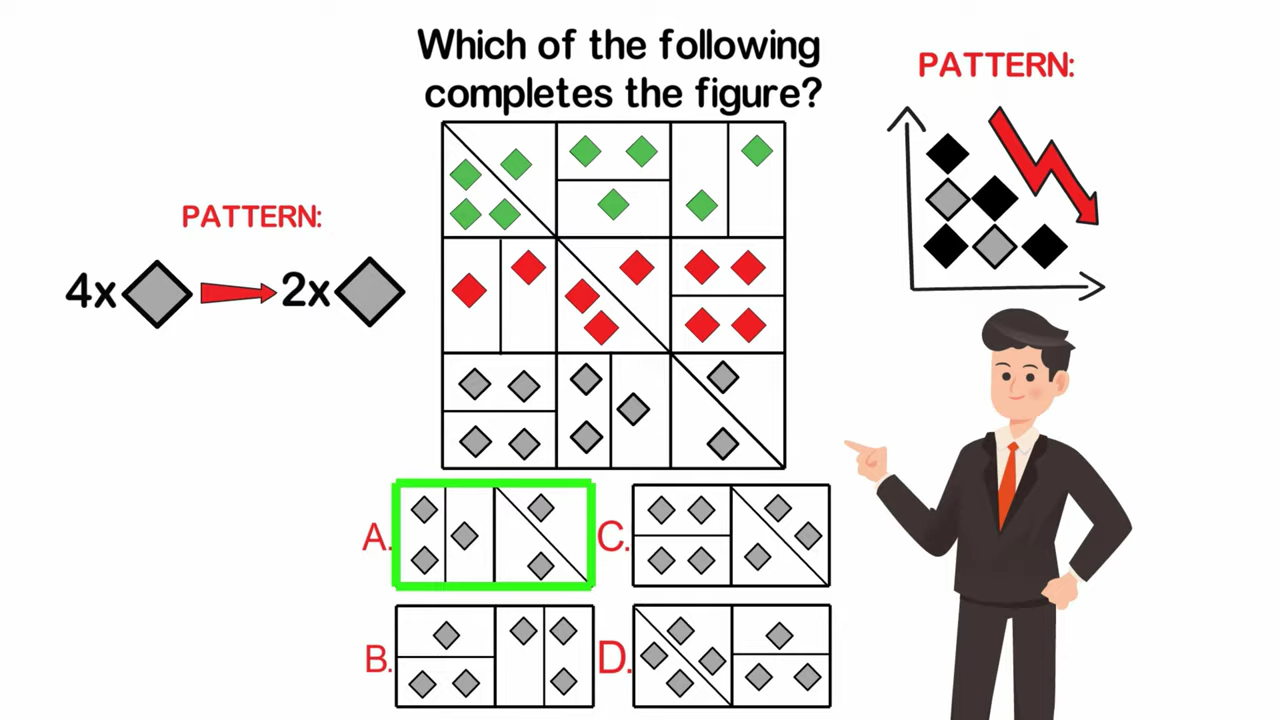 Which of the following
completes the figure?
PATTERN:
PATTERN:
4x
2x
A.
C.
B.
D.